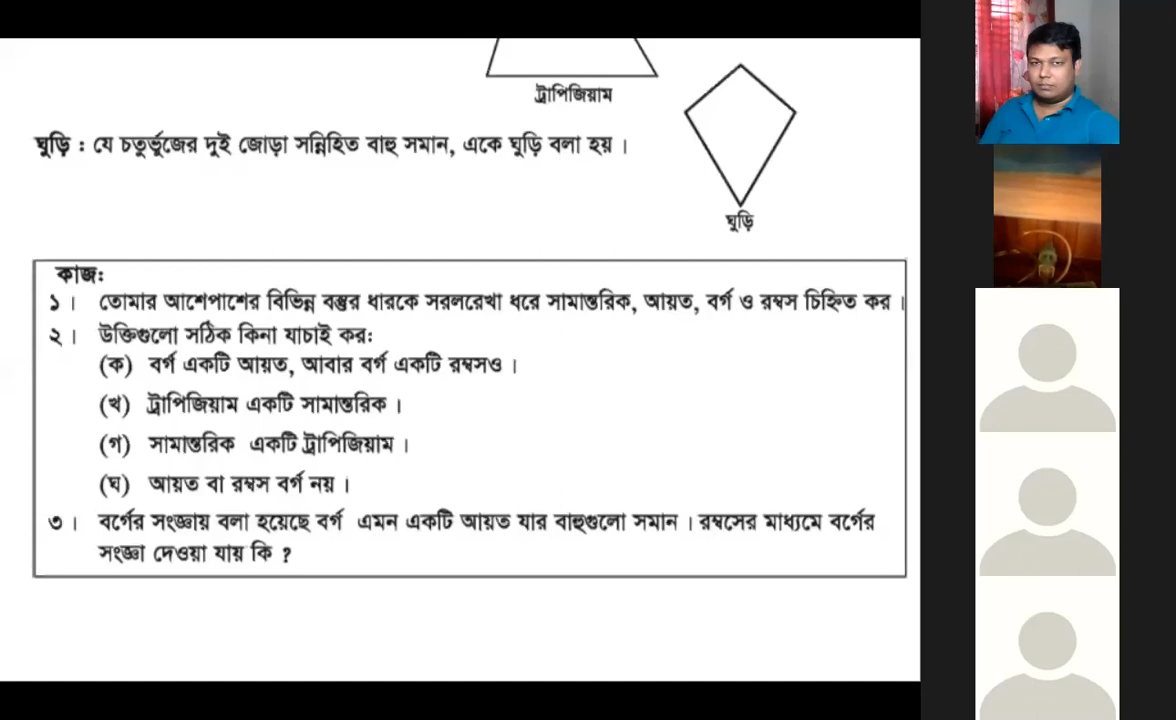 ট্রাপিজিয়াম
ঘুড়ি : যে চতুর্ভুজের দুই জোড়া সন্নিহিত বাহু সমান, একে ঘুড়ি বলা হয় ।
ঘুড়ি
কাজ:
১। তোমার আশেপাশের বিভিন্ন বস্তুর ধারকে সরলরেখা ধরে সামান্তরিক, আয়ত, বর্গ ও রম্বস চিহ্নিত কর ।
২। উক্তিগুলো সঠিক কিনা যাচাই কর:
(ক) বর্গ একটি আয়ত, আবার বর্গ একটি রম্বসও ।
(খ) ট্রাপিজিয়াম একটি সামান্তরিক ।
(গ) সামান্তরিক একটি ট্রাপিজিয়াম ।
(ঘ) আয়ত বা রম্বস বর্গ নয় ।
৩। বর্গের সংজ্ঞায় বলা হয়েছে বর্গ এমন একটি আয়ত যার বাহুগুলো সমান । রম্বসের মাধ্যমে বর্গের
সংজ্ঞা দেওয়া যায় কি ?